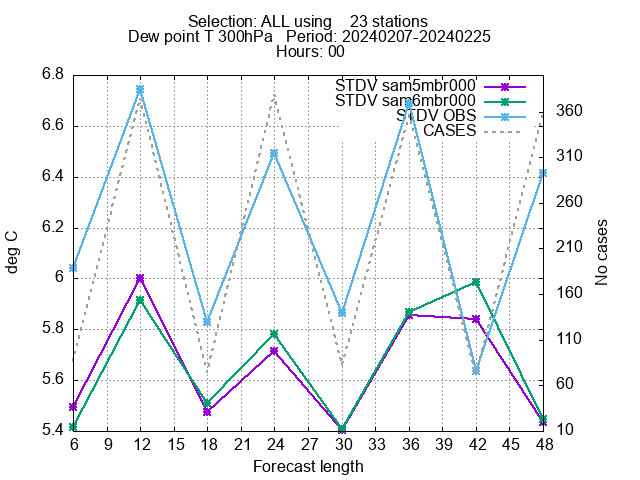 Selection: ALL using    23 stations
Dew point T 300hPa   Period: 20240207-20240225
Hours: 00
STDV sam5mbr000
STDV sam6mbr000
STDV OBS
CASES
6.8
6.6
6.4
6.2
6
5.8
5.6
5.4
deg C
360
310
260
210
160
110
60
10
No cases
6 9 12 15 18 21 24 27 30 33 36 39 42 45 48
Forecast length